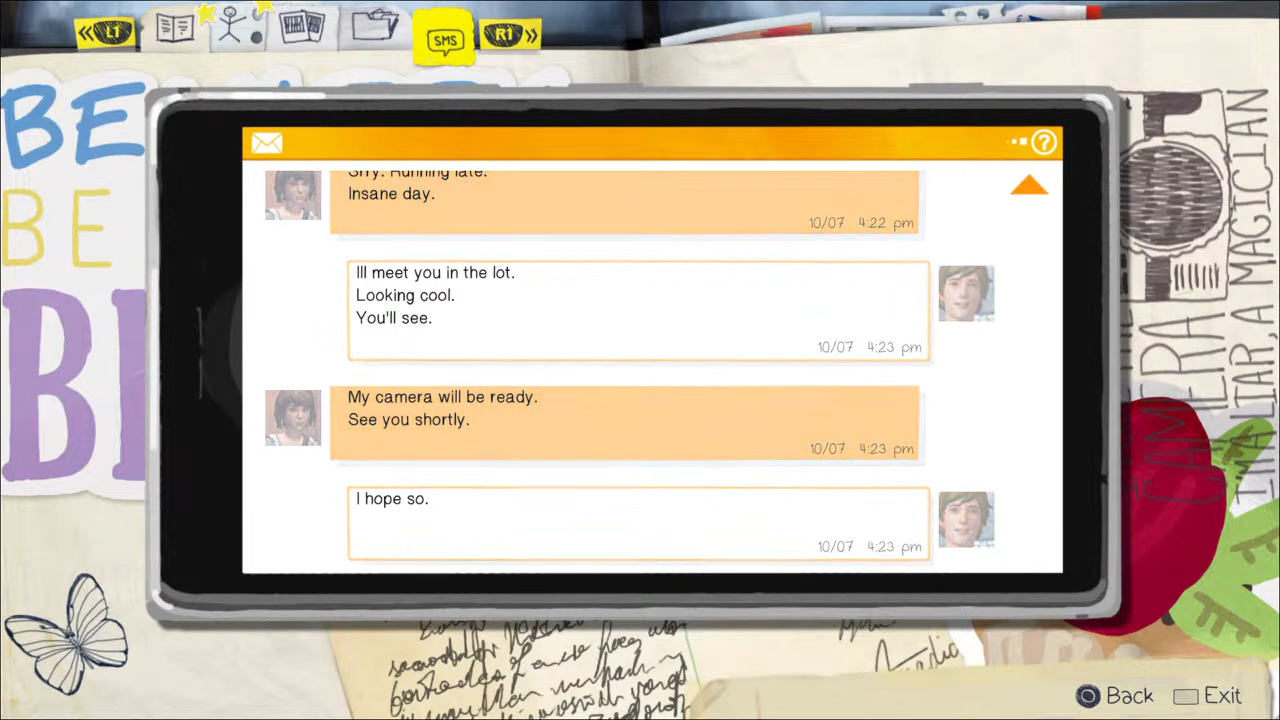 L1
SMS
R1
BE
BE
Srry. Running late.
Insane day.
10/07 4:22 pm
Ill meet you in the lot.
Looking cool.
You'll see.
10/07 4:23 pm
My camera will be ready.
See you shortly.
10/07 4:23 pm
I hope so.
10/07 4:23 pm
CAMERA
IM A LIAR, A MAGICIAN
Back
Exit